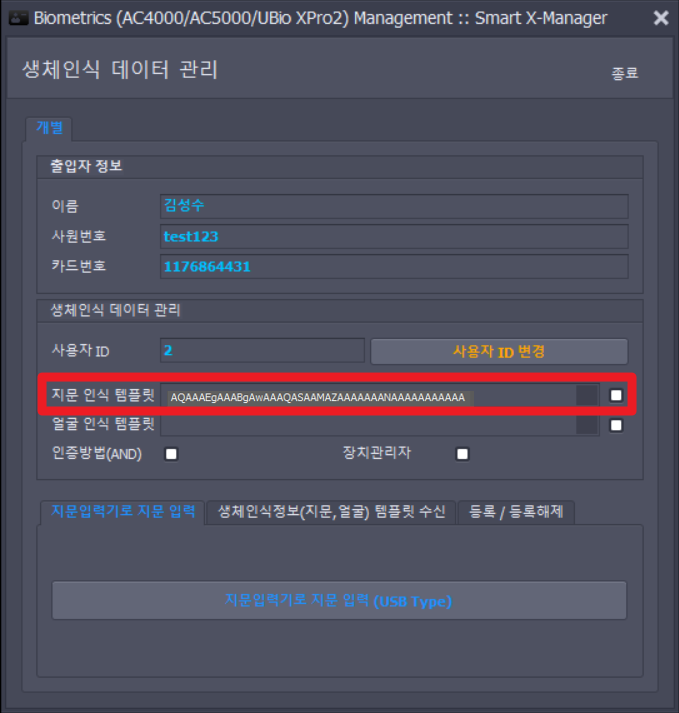 Biometrics (AC4000/AC5000/UBio XPro2) Management :: Smart X-Manager
생체인식 데이터 관리
종료
개별
출입자 정보
이름 김성수
사원번호 test123
카드번호 1176864431
생체인식 데이터 관리
사용자 ID 2 사용자 ID 변경
지문 인식 템플릿 AQAAAEgAAABgAwAAAQASAAMAZAAAAAAANAAAAAAAAAAA
얼굴 인식 템플릿
인증방법(AND) 장치관리자
지문입력기로 지문 입력 생체인식정보(지문,얼굴) 템플릿 수신 등록 / 등록해제
지문입력기로 지문 입력 (USB Type)